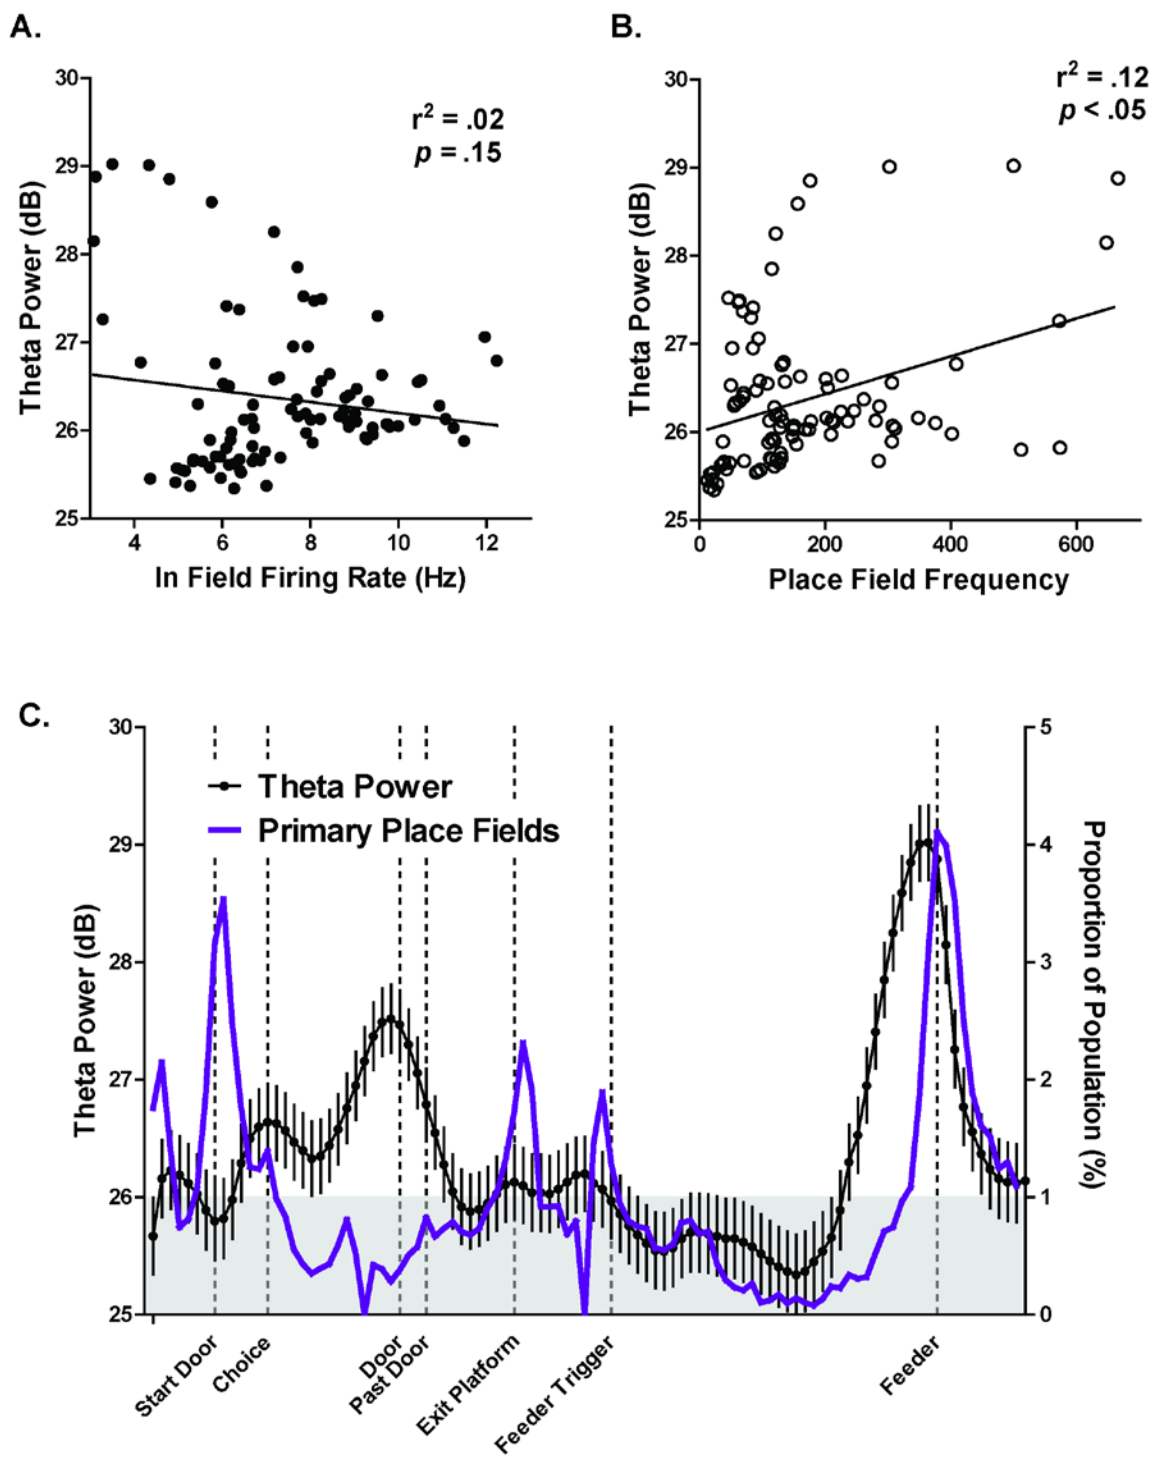 A.
B.
r² = .02
p = .15
r² = .12
p < .05
30
29
28
27
26
25
Theta Power (dB)
4
6
8
10
12
In Field Firing Rate (Hz)
30
29
28
27
26
25
Theta Power (dB)
0
200
400
600
Place Field Frequency
C.
Theta Power
Primary Place Fields
30
29
28
27
26
25
Theta Power (dB)
5
4
3
2
1
0
Proportion of Population (%)
Start Door
Choice
Door
Past Door
Exit Platform
Feeder Trigger
Feeder